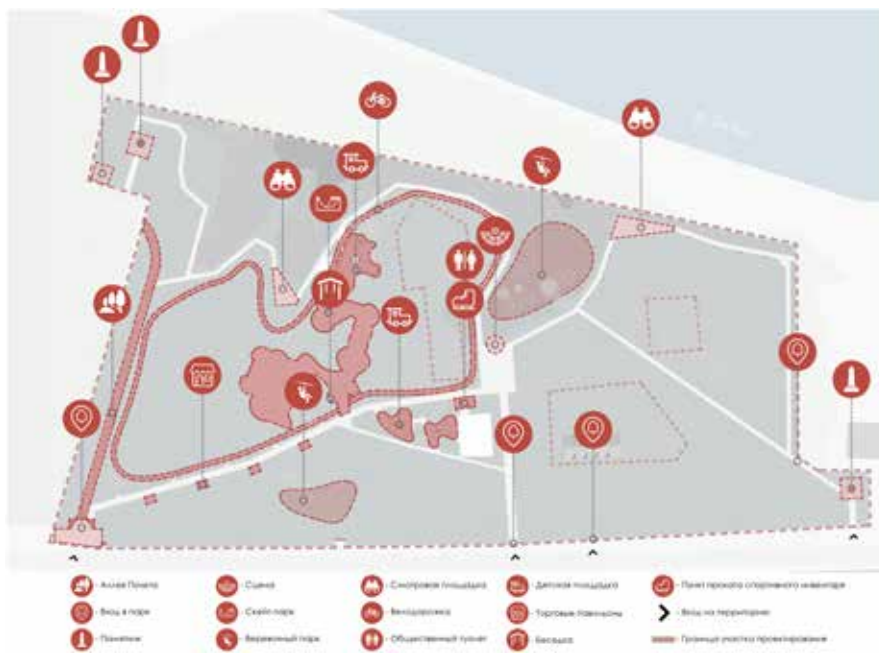 - Аллея Почета
- Сцена
- Смотровая площадка
- Детская площадка
- Пункт проката спортивного инвентаря
- Вход в парк
- Скейт парк
- Велодорожка
- Торговые павильоны
- Вход на территорию
- Памятник
- Веревочный парк
- Общественный туалет
- Беседка
- Граница участка проектирования